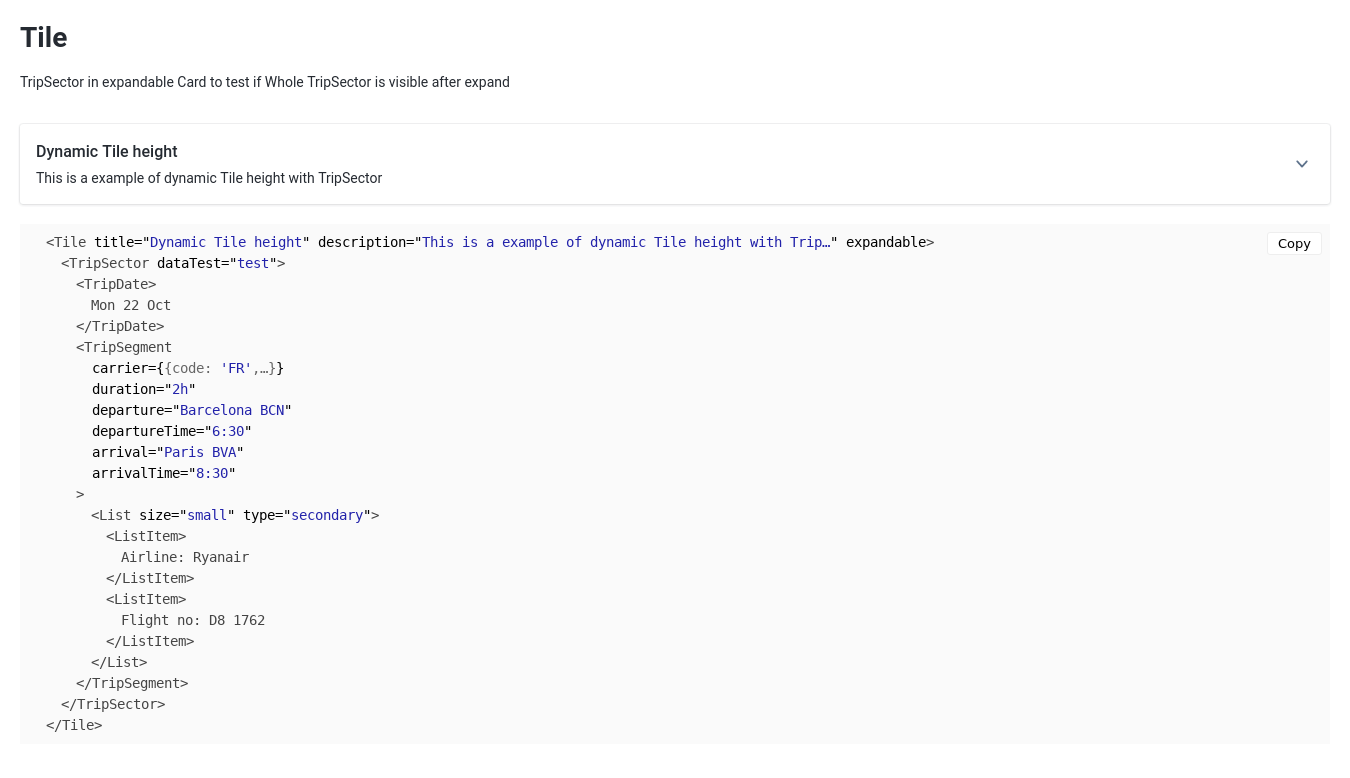 Tile
TripSector in expandable Card to test if Whole TripSector is visible after expand
Dynamic Tile height
This is a example of dynamic Tile height with TripSector
<Tile title="Dynamic Tile height" description="This is a example of dynamic Tile height with Trip…" expandable>
Copy
<TripSector dataTest="test">
<TripDate>
Mon 22 Oct
</TripDate>
<TripSegment
carrier={{code: 'FR',…}}
duration="2h"
departure="Barcelona BCN"
departureTime="6:30"
arrival="Paris BVA"
arrivalTime="8:30"
>
<List size="small" type="secondary">
<ListItem>
Airline: Ryanair
</ListItem>
<ListItem>
Flight no: D8 1762
</ListItem>
</List>
</TripSegment>
</TripSector>
</Tile>